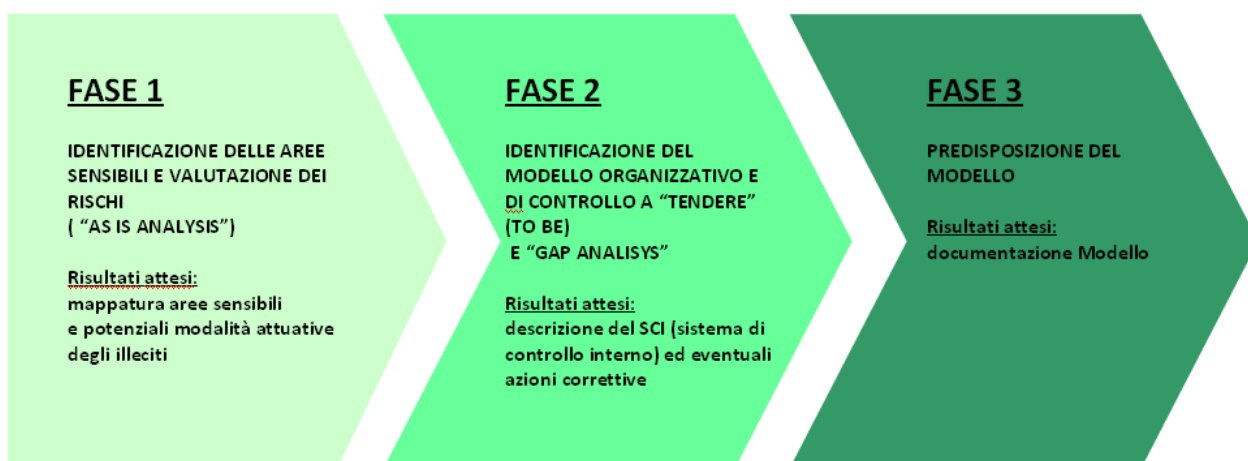 FASE 1
IDENTIFICAZIONE DELLE AREE
SENSIBILI E VALUTAZIONE DEI
RISCHI
( “AS IS ANALYSIS”)
Risultati attesi:
mappatura aree sensibili
e potenziali modalità attuative
degli illeciti
FASE 2
IDENTIFICAZIONE DEL
MODELLO ORGANIZZATIVO E
DI CONTROLLO A “TENDERE”
(TO BE)
E “GAP ANALISYS”
Risultati attesi:
descrizione del SCI (sistema di
controllo interno) ed eventuali
azioni correttive
FASE 3
PREDISPOSIZIONE DEL
MODELLO
Risultati attesi:
documentazione Modello